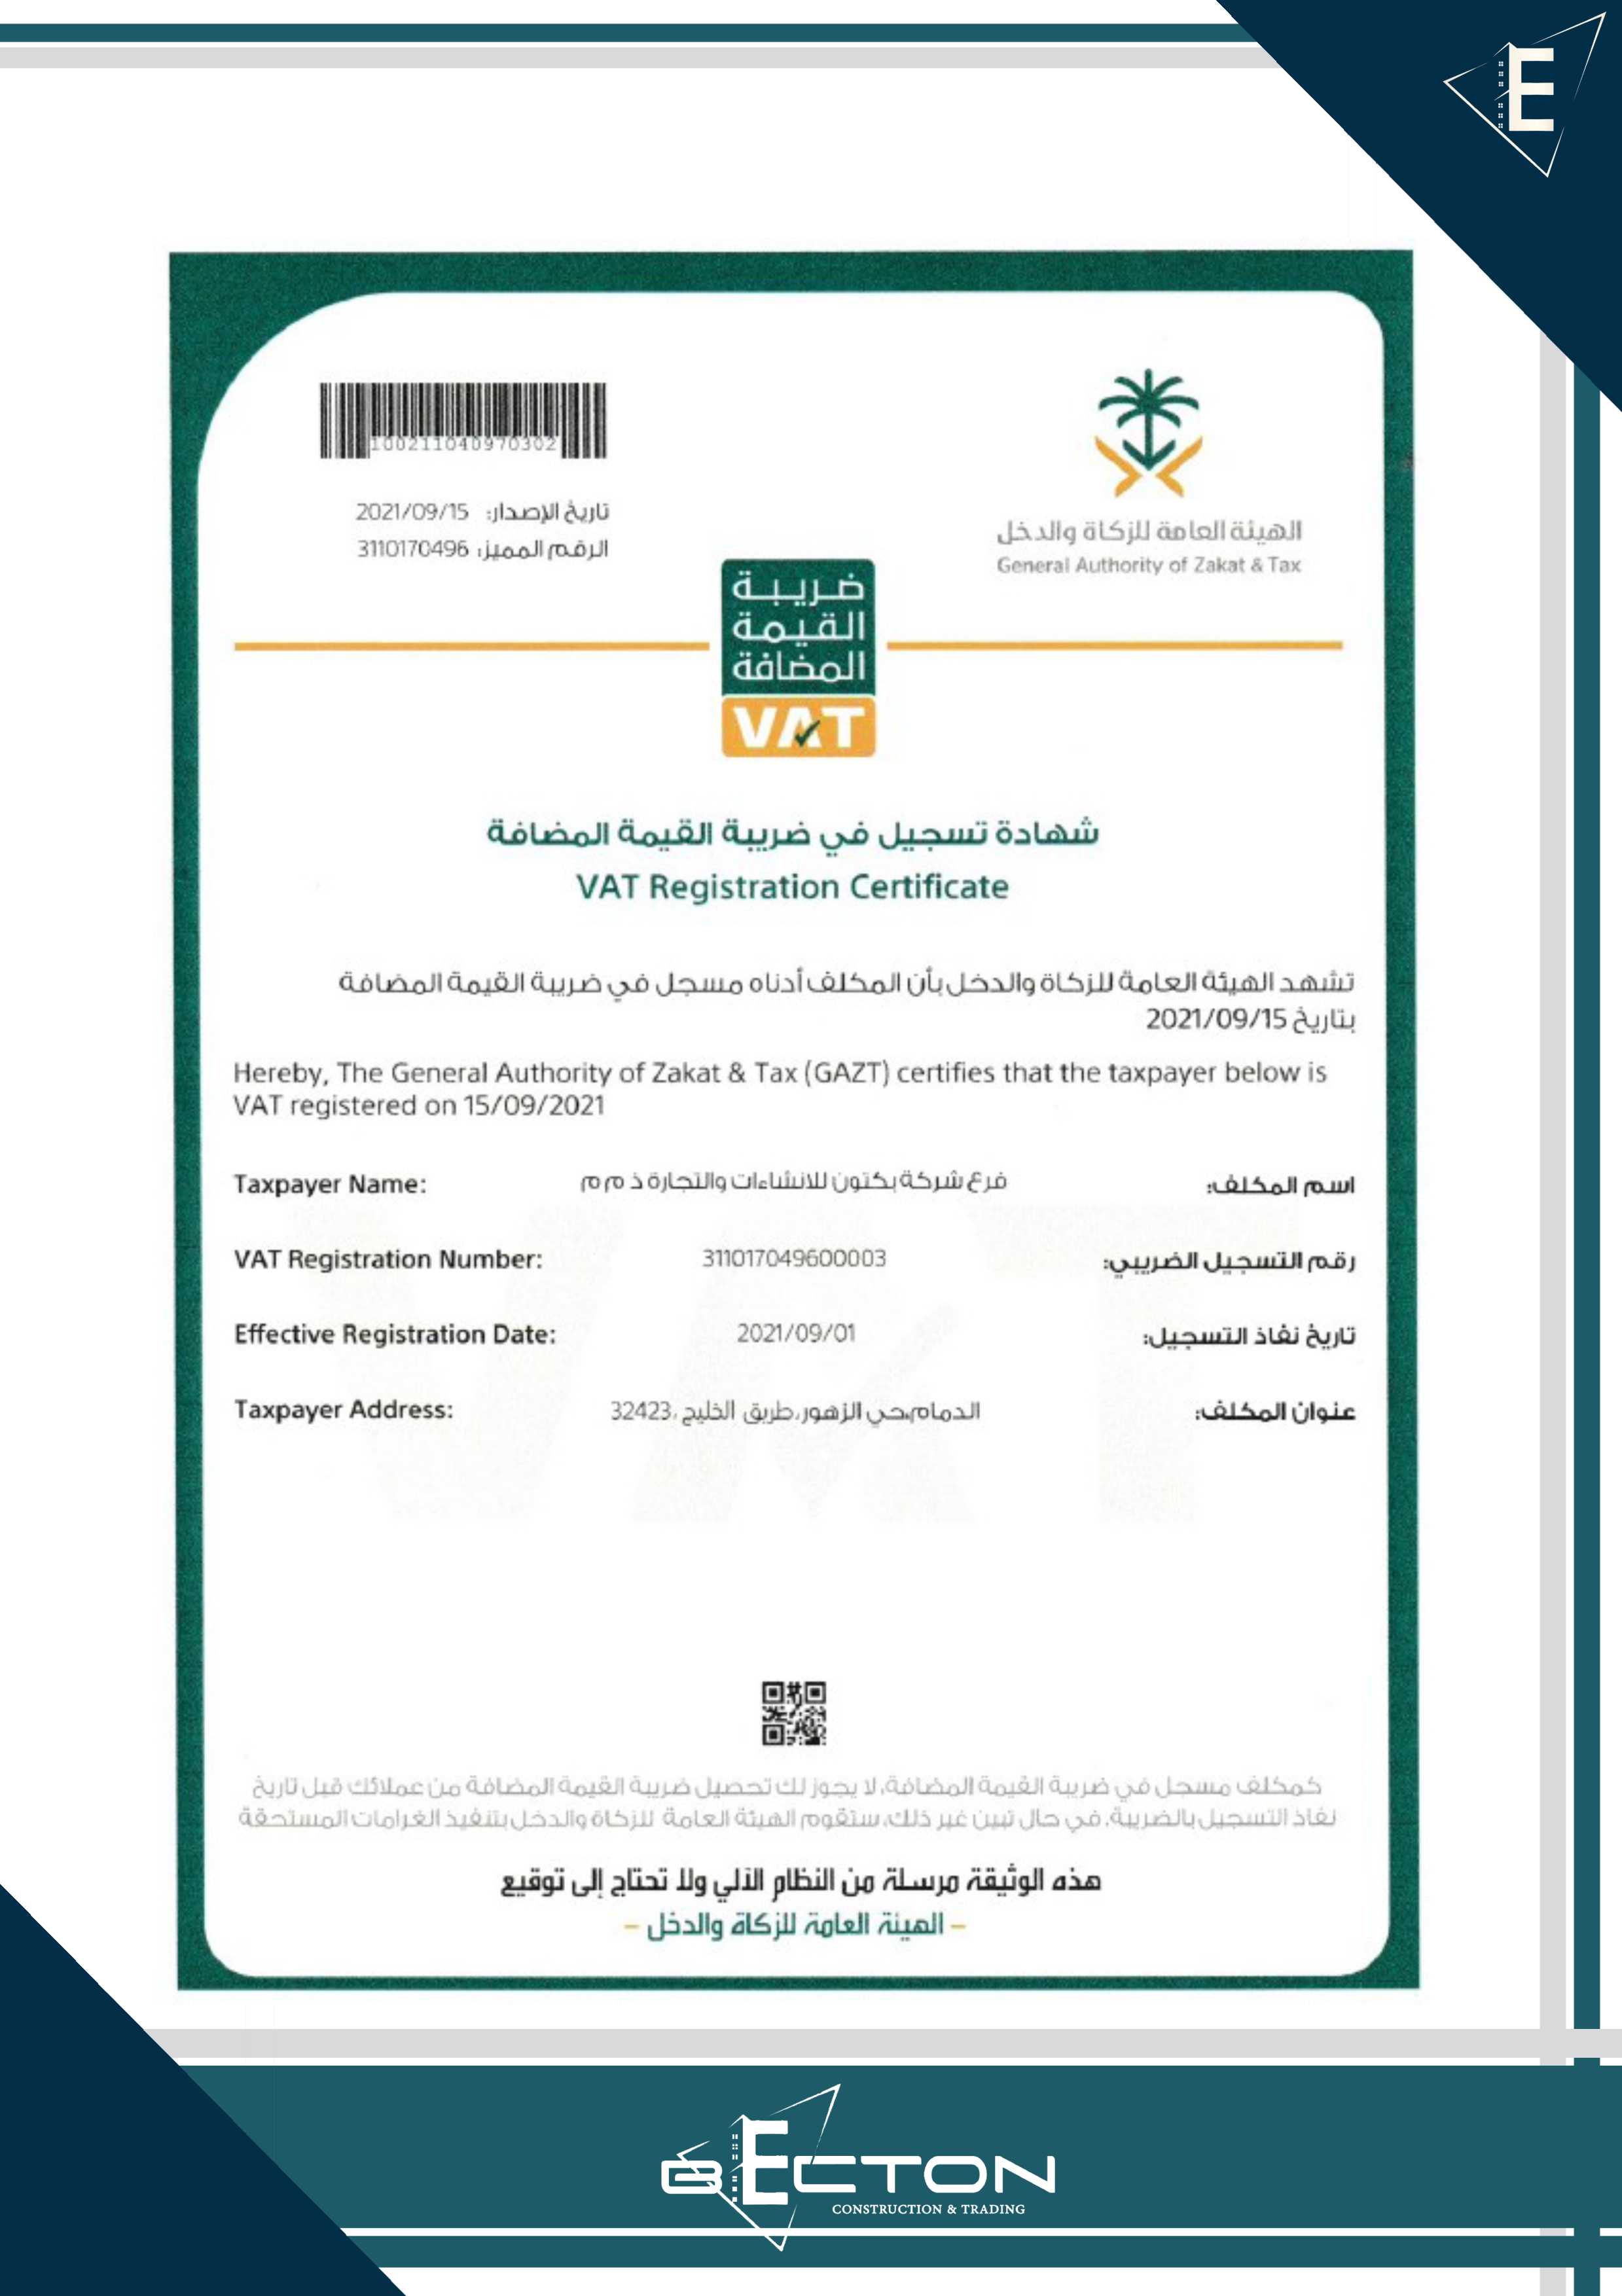 E
100211040970302
تاريخ الإصدار: 2021/09/15
الرقم المميز: 3110170496
الهيئة العامة للزكاة والدخل
General Authority of Zakat & Tax
ضريبة
القيمة
المضافة
VAT
شهادة تسجيل في ضريبة القيمة المضافة
VAT Registration Certificate
تشهد الهيئة العامة للزكاة والدخل بأن المكلف أدناه مسجل في ضريبة القيمة المضافة
بتاريخ 2021/09/15
Hereby, The General Authority of Zakat & Tax (GAZT) certifies that the taxpayer below is
VAT registered on 15/09/2021
Taxpayer Name: فرع شركة بكتون للانشاءات والتجارة ذ م م اسم المكلف:
VAT Registration Number: 311017049600003 رقم التسجيل الضريبي:
Effective Registration Date: 2021/09/01 تاريخ نفاذ التسجيل:
Taxpayer Address: الدمام،حي الزهور،طريق الخليج ،32423 عنوان المكلف:
كمكلف مسجل في ضريبة القيمة المضافة، لا يجوز لك تحصيل ضريبة القيمة المضافة من عملائك قبل تاريخ
نفاذ التسجيل بالضريبة، في حال تبين غير ذلك، ستقوم الهيئة العامة للزكاة والدخل بتنفيذ الغرامات المستحقة
هذه الوثيقة مرسلة من النظام الآلي ولا تحتاج إلى توقيع
– الهيئة العامة للزكاة والدخل –
BECTON
CONSTRUCTION & TRADING